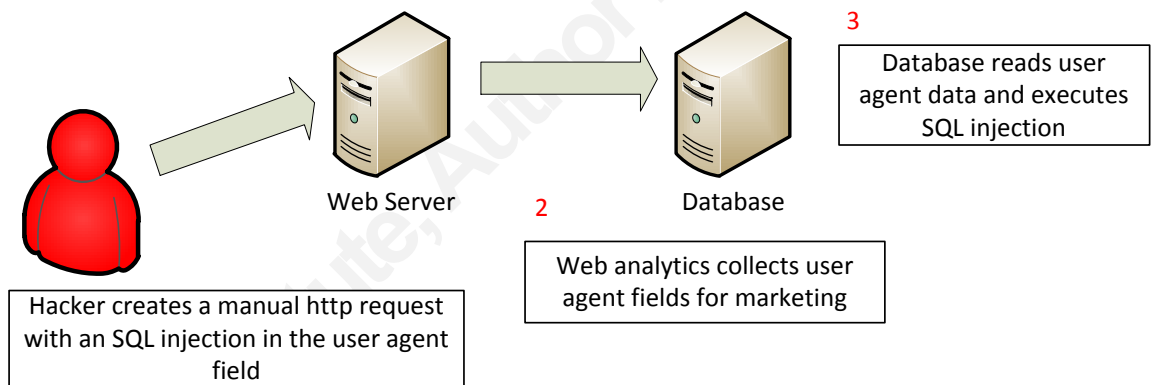 3
Database reads user
agent data and executes
SQL injection
Web Server
Database
2
Web analytics collects user
agent fields for marketing
Hacker creates a manual http request
with an SQL injection in the user agent
field
Author